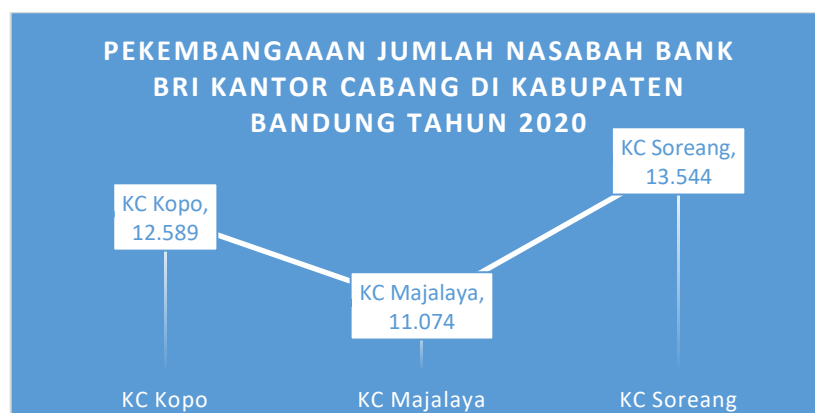 PEKEMBANGAAAN JUMLAH NASABAH BANK
BRI KANTOR CABANG DI KABUPATEN
BANDUNG TAHUN 2020
KC Kopo,
12.589
KC Majalaya,
11.074
KC Soreang,
13.544
KC Kopo
KC Majalaya
KC Soreang